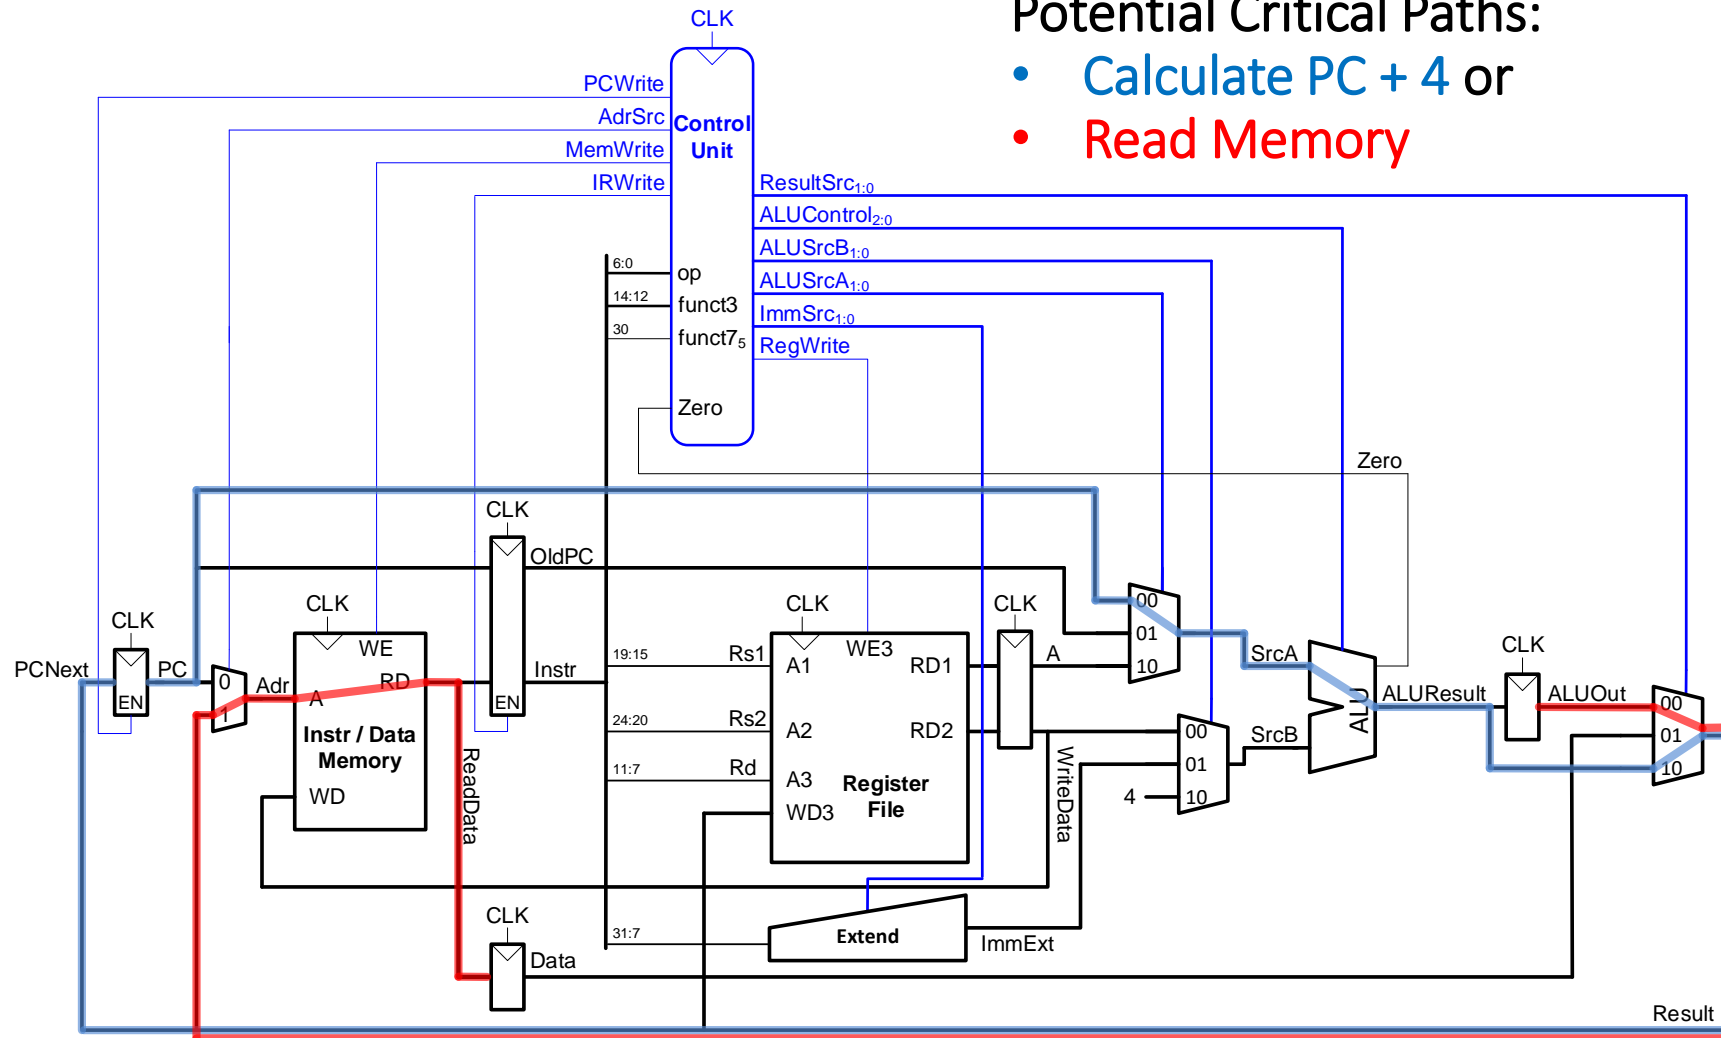 Potential Critical Paths:
• Calculate PC + 4 or
• Read Memory
CLK
PCWrite
AdrSrc
MemWrite
IRWrite
Control
Unit
ResultSrc1:0
ALUControl2:0
ALUSrcB1:0
ALUSrcA1:0
ImmSrc1:0
RegWrite
6:0
op
14:12
funct3
30
funct75
Zero
Zero
CLK
OldPC
CLK
PCNext
PC
EN
0
1
Adr
CLK
WE
A
RD
Instr / Data
Memory
WD
ReadData
EN
Instr
19:15
Rs1
24:20
Rs2
11:7
Rd
31:7
CLK
WE3
A1
RD1
A2
RD2
A3
WD3
Register
File
CLK
A
WriteData
00
01
10
00
01
10
4
SrcA
SrcB
ALU
ALUResult
CLK
ALUOut
00
01
10
Extend
ImmExt
CLK
Data
Result